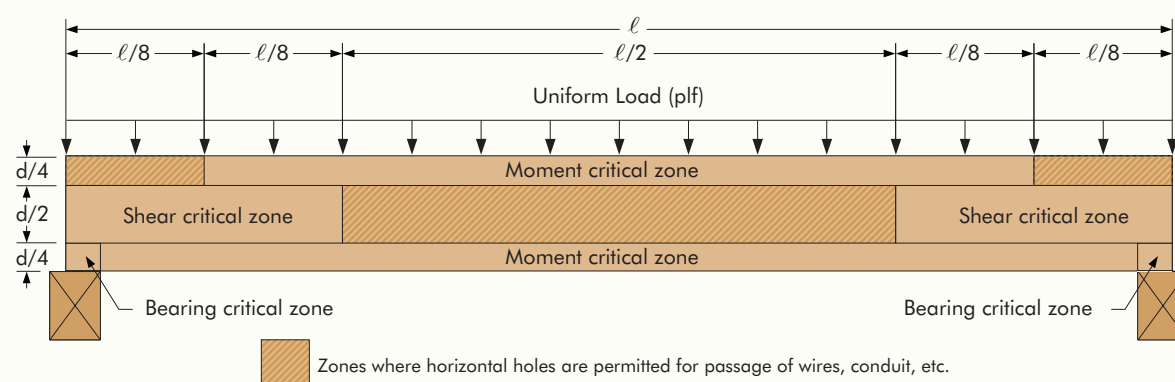 ℓ
ℓ/8 ℓ/8 ℓ/2 ℓ/8 ℓ/8
Uniform Load (plf)
d/4 Moment critical zone
d/2 Shear critical zone Shear critical zone
d/4 Moment critical zone
Bearing critical zone Bearing critical zone
Zones where horizontal holes are permitted for passage of wires, conduit, etc.